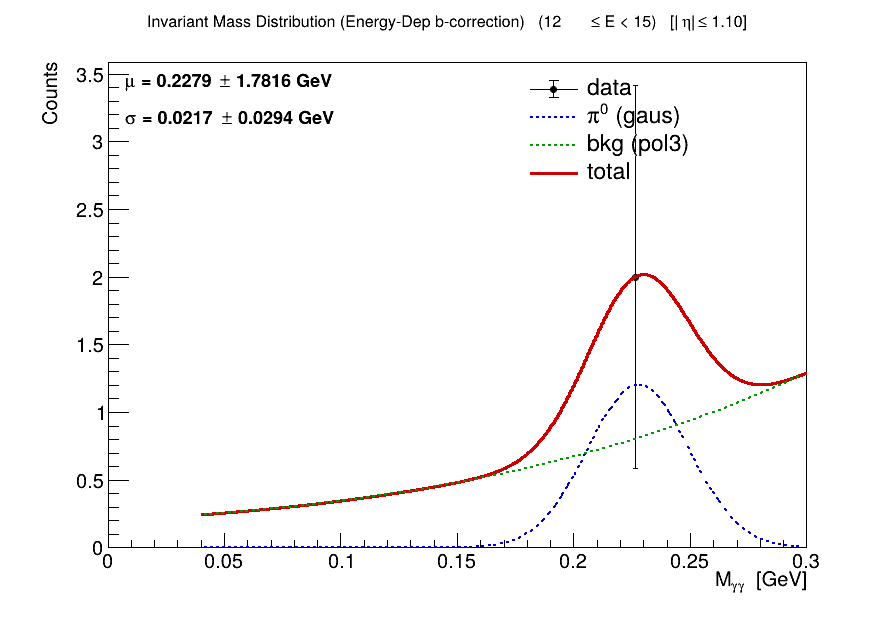 Invariant Mass Distribution (Energy-Dep b-correction) (12 ≤ E < 15) [|η|≤ 1.10]
Counts
μ = 0.2279 ± 1.7816 GeV
σ = 0.0217 ± 0.0294 GeV
data
π⁰ (gaus)
bkg (pol3)
total
3.5
3
2.5
2
1.5
1
0.5
0
0 0.05 0.1 0.15 0.2 0.25 0.3
Mγγ [GeV]